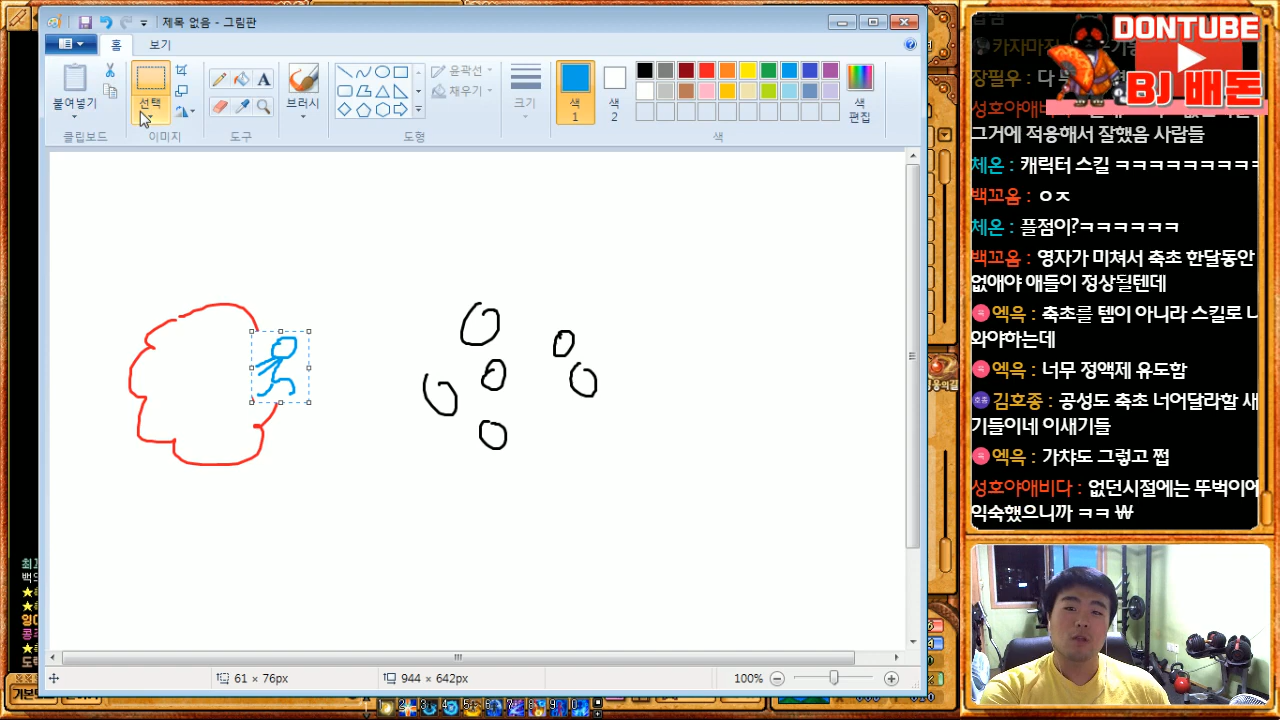 제목 없음 - 그림판
홈
보기
붙여넣기
클립보드
선택
이미지
A
도구
브러시
윤곽선
채우기
도형
크기
색
1
색
2
색
편집
색
61 × 76px
944 × 642px
100%
DONTUBE
BJ 배돈
그거에 적용해서 잘했음 사람들
체온 : 캐릭터 스킬 ㅋㅋㅋㅋㅋㅋㅋㅋㅋ
백꼬옴 : ㅇㅈ
체온 : 플점이?ㅋㅋㅋㅋㅋㅋ
백꼬옴 : 영자가 미쳐서 축초 한달동안
없애야 애들이 정상될텐데
엑윽 : 축초를 템이 아니라 스킬로 나
와야하는데
엑윽 : 너무 정액제 유도함
김호종 : 공성도 축초 너어달라할 새
기들이네 이새기들
엑윽 : 가챠도 그렇고 쩝
성호야애비다 : 없던시절에는 뚜벅이에
익숙했으니까 ㅋㅋ ₩